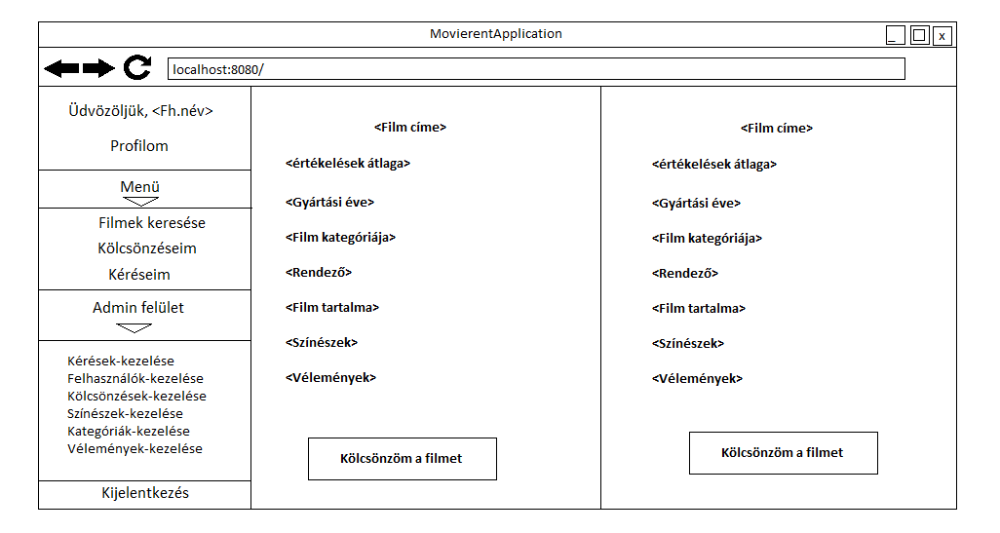 MovierentApplication
_ x
localhost:8080/
Üdvözöljük, <Fh.név>
Profilom
Menü
Filmek keresése
Kölcsönzéseim
Kéréseim
Admin felület
Kérések-kezelése
Felhasználók-kezelése
Kölcsönzések-kezelése
Színészek-kezelése
Kategóriák-kezelése
Vélemények-kezelése
Kijelentkezés
<Film címe>
<értékelések átlaga>
<Gyártási éve>
<Film kategóriája>
<Rendező>
<Film tartalma>
<Színészek>
<Vélemények>
Kölcsönzöm a filmet
<Film címe>
<értékelések átlaga>
<Gyártási éve>
<Film kategóriája>
<Rendező>
<Film tartalma>
<Színészek>
<Vélemények>
Kölcsönzöm a filmet